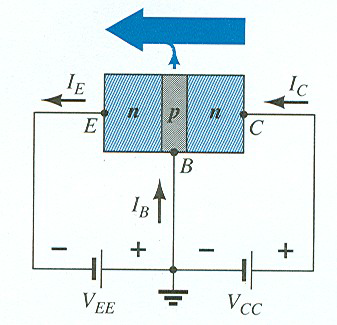 I_E
I_C
n p n
E C
B
I_B
− + − +
V_EE V_CC